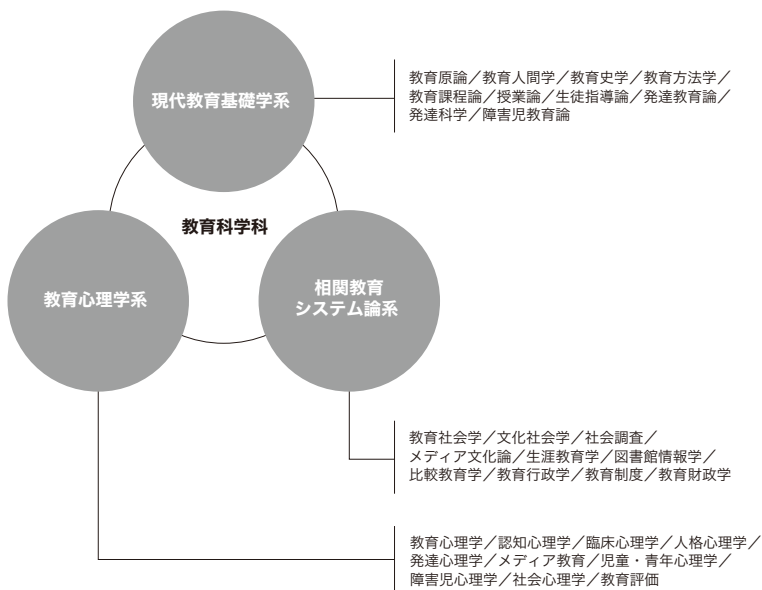 現代教育基礎学系
教育原論／教育人間学／教育史学／教育方法学／
教育課程論／授業論／生徒指導論／発達教育論／
発達科学／障害児教育論
教育科学科
教育心理学系
相関教育
システム論系
教育社会学／文化社会学／社会調査／
メディア文化論／生涯教育学／図書館情報学／
比較教育学／教育行政学／教育制度／教育財政学
教育心理学／認知心理学／臨床心理学／人格心理学／
発達心理学／メディア教育／児童・青年心理学／
障害児心理学／社会心理学／教育評価